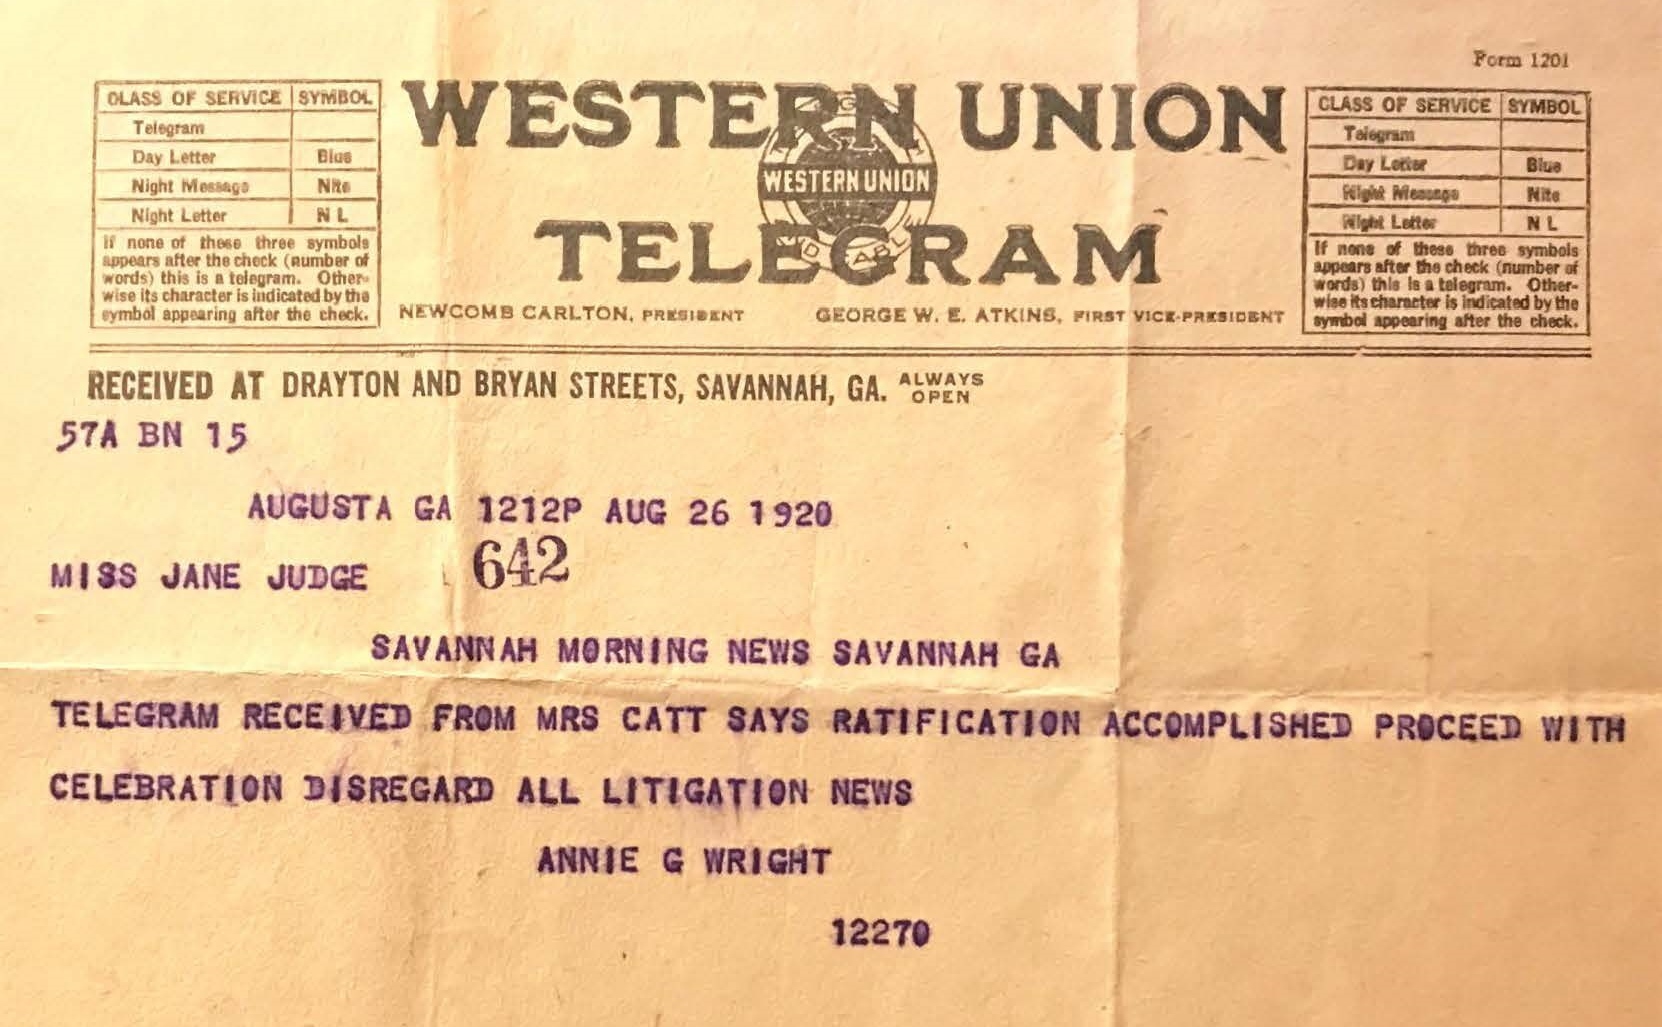 Form 1201
CLASS OF SERVICE SYMBOL
Telegram
Day Letter Blue
Night Message Nite
Night Letter N L
If none of these three symbols
appears after the check (number of
words) this is a telegram. Other-
wise its character is indicated by the
symbol appearing after the check.
WESTERN UNION
WESTERN UNION
TELEGRAM
NEWCOMB CARLTON, PRESIDENT GEORGE W. E. ATKINS, FIRST VICE-PRESIDENT
CLASS OF SERVICE SYMBOL
Telegram
Day Letter Blue
Night Message Nite
Night Letter N L
If none of these three symbols
appears after the check (number of
words) this is a telegram. Other-
wise its character is indicated by the
symbol appearing after the check.
RECEIVED AT DRAYTON AND BRYAN STREETS, SAVANNAH, GA. ALWAYS OPEN
57A BN 15
AUGUSTA GA 1212P AUG 26 1920
MISS JANE JUDGE 642
SAVANNAH MORNING NEWS SAVANNAH GA
TELEGRAM RECEIVED FROM MRS CATT SAYS RATIFICATION ACCOMPLISHED PROCEED WITH
CELEBRATION DISREGARD ALL LITIGATION NEWS
ANNIE G WRIGHT
1227P